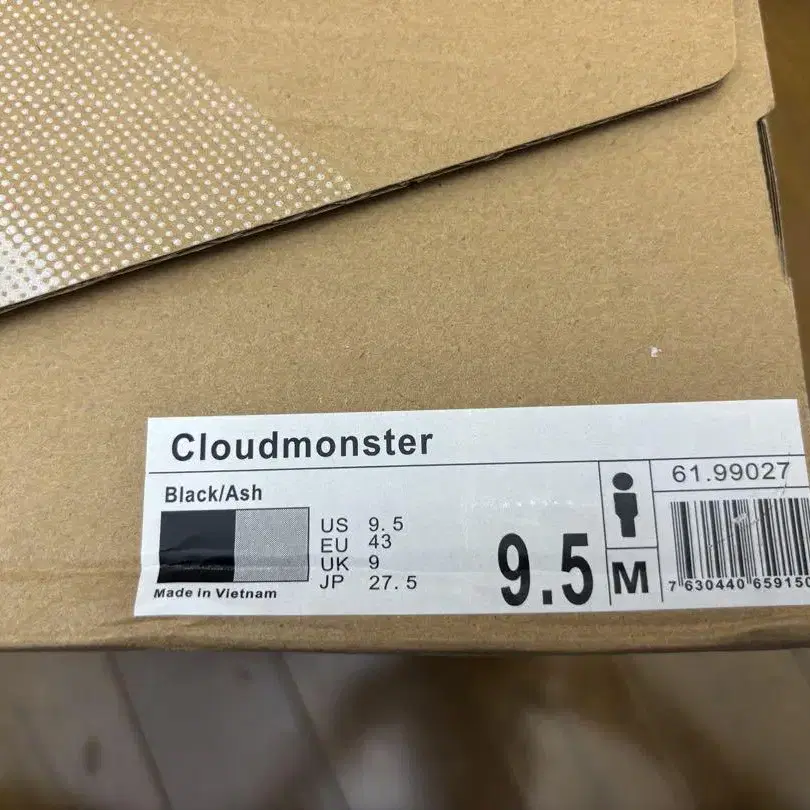 Cloudmonster
Black/Ash
US 9.5
EU 43
UK 9
JP 27.5
Made in Vietnam
9.5
M
61.99027
7 630440 659150